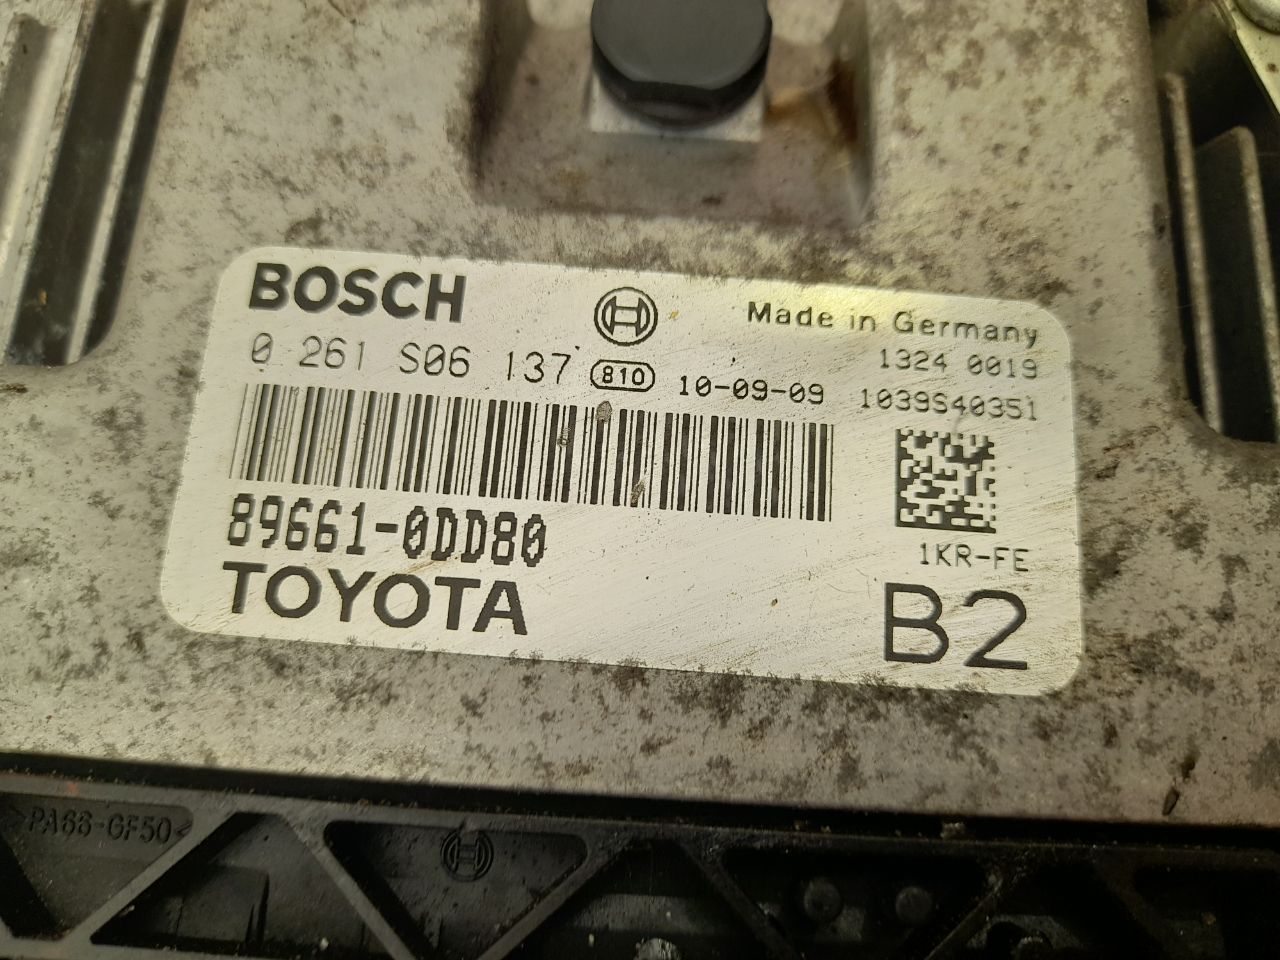 BOSCH
Made in Germany
0 261 S06 137 810 10-09-09
1324 0019
1039S40351
89661-0DD80
1KR-FE
TOYOTA
B2
>PA66-GF50<